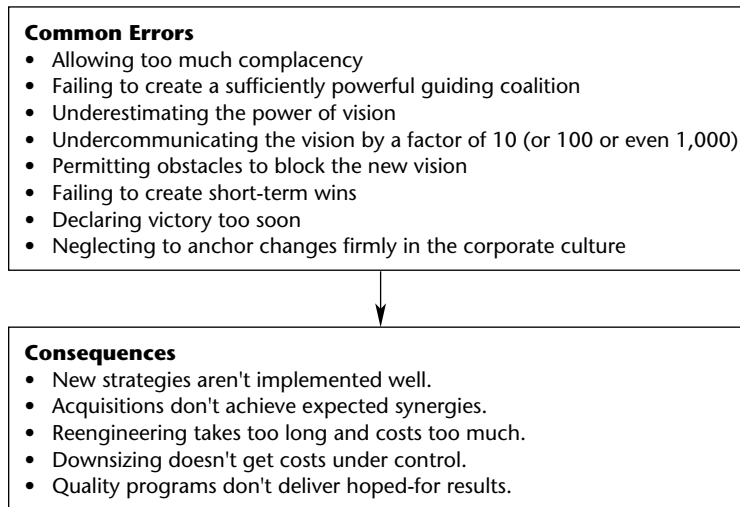 Common Errors
• Allowing too much complacency
• Failing to create a sufficiently powerful guiding coalition
• Underestimating the power of vision
• Undercommunicating the vision by a factor of 10 (or 100 or even 1,000)
• Permitting obstacles to block the new vision
• Failing to create short-term wins
• Declaring victory too soon
• Neglecting to anchor changes firmly in the corporate culture
Consequences
• New strategies aren't implemented well.
• Acquisitions don't achieve expected synergies.
• Reengineering takes too long and costs too much.
• Downsizing doesn't get costs under control.
• Quality programs don't deliver hoped-for results.